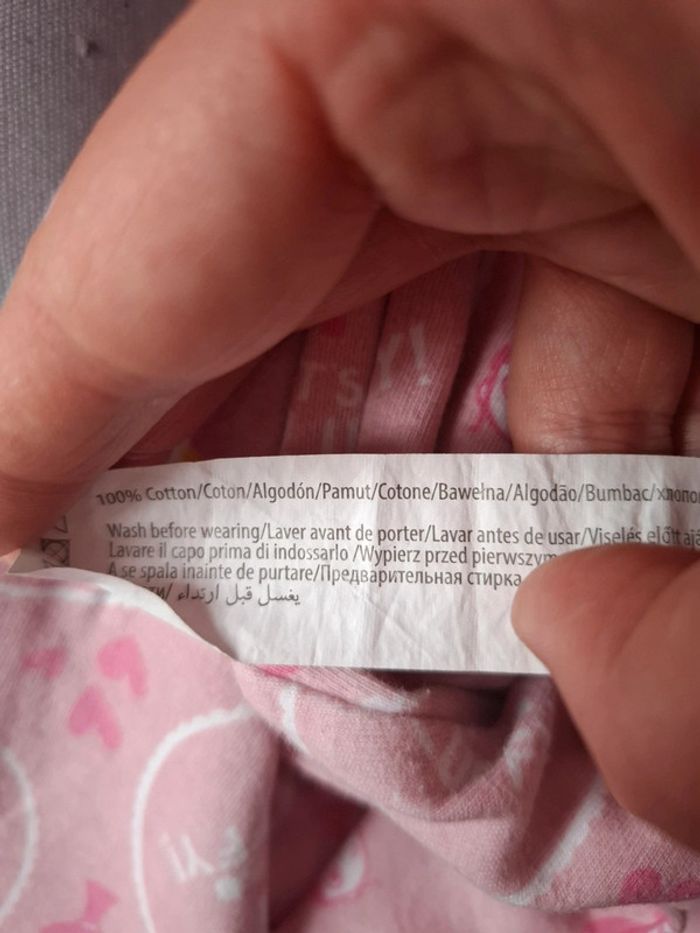 100% Cotton/Coton/Algodón/Pamut/Cotone/Bawełna/Algodão/Bumbac/хлопо
Wash before wearing/Laver avant de porter/Lavar antes de usar/Viselés előtt
Lavare il capo prima di indossarlo /Wypierz przed
A se spala inainte de purtare/Предварительная стирка
يغسل قبل ارتداء